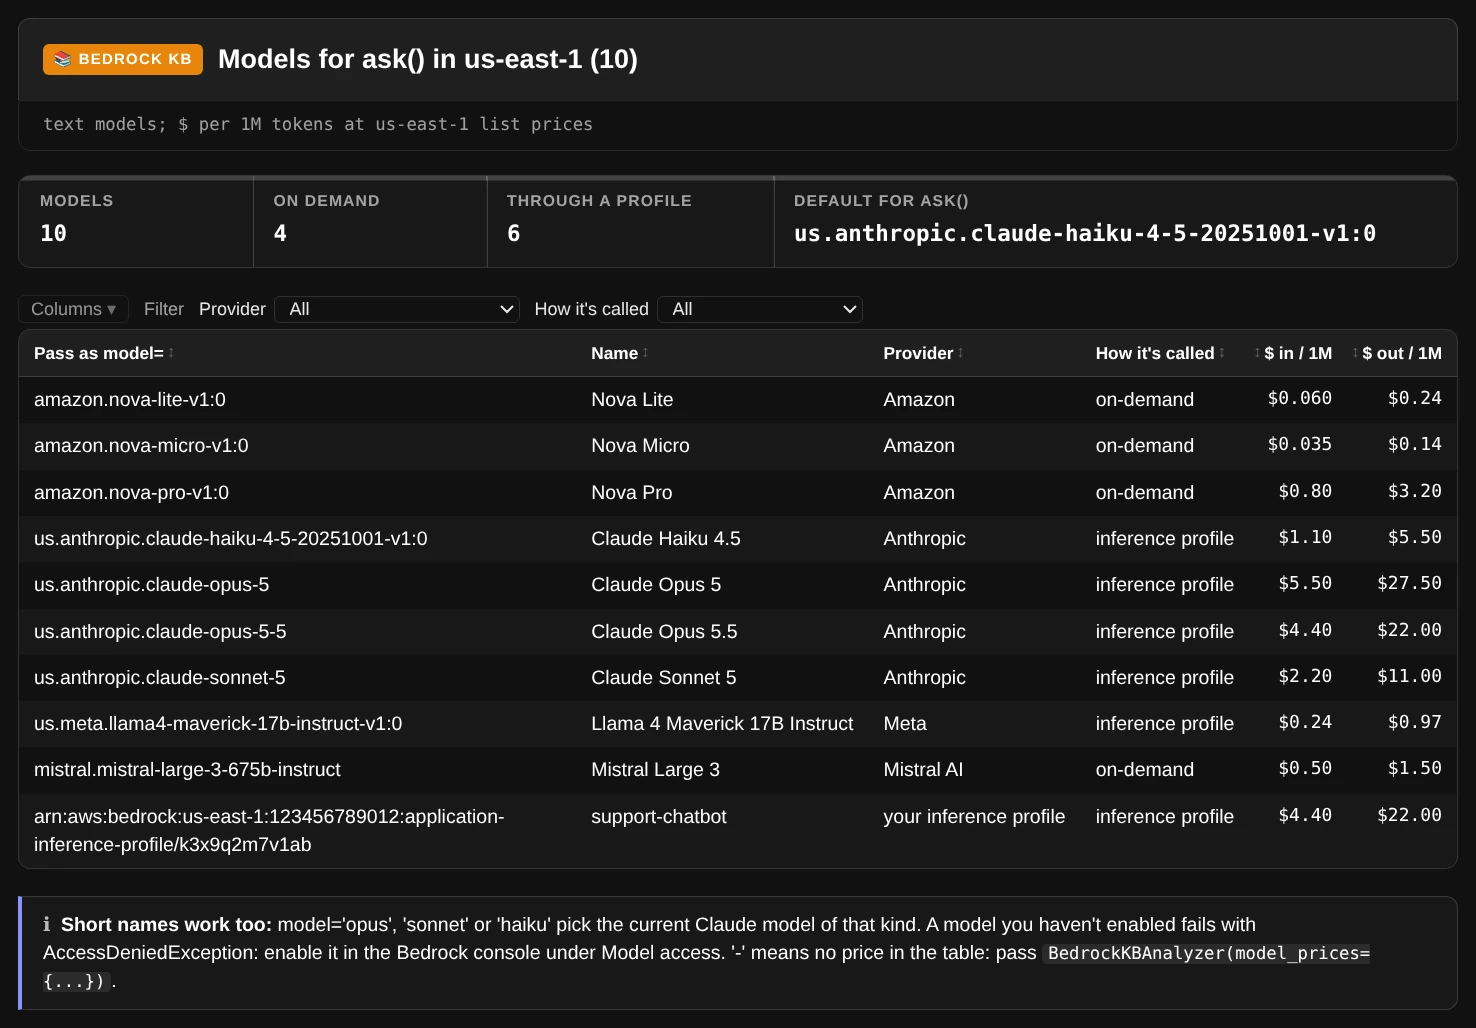 📚 BEDROCK KB Models for ask() in us-east-1 (10)
text models; $ per 1M tokens at us-east-1 list prices
MODELS ON DEMAND THROUGH A PROFILE DEFAULT FOR ASK()
10 4 6 us.anthropic.claude-haiku-4-5-20251001-v1:0
Columns ▾ Filter Provider All How it's called All
Pass as model= ↕ Name ↕ Provider ↕ How it's called ↕ ↕ $ in / 1M ↕ $ out / 1M
amazon.nova-lite-v1:0 Nova Lite Amazon on-demand $0.060 $0.24
amazon.nova-micro-v1:0 Nova Micro Amazon on-demand $0.035 $0.14
amazon.nova-pro-v1:0 Nova Pro Amazon on-demand $0.80 $3.20
us.anthropic.claude-haiku-4-5-20251001-v1:0 Claude Haiku 4.5 Anthropic inference profile $1.10 $5.50
us.anthropic.claude-opus-5 Claude Opus 5 Anthropic inference profile $5.50 $27.50
us.anthropic.claude-opus-5-5 Claude Opus 5.5 Anthropic inference profile $4.40 $22.00
us.anthropic.claude-sonnet-5 Claude Sonnet 5 Anthropic inference profile $2.20 $11.00
us.meta.llama4-maverick-17b-instruct-v1:0 Llama 4 Maverick 17B Instruct Meta inference profile $0.24 $0.97
mistral.mistral-large-3-675b-instruct Mistral Large 3 Mistral AI on-demand $0.50 $1.50
arn:aws:bedrock:us-east-1:123456789012:application- support-chatbot your inference profile inference profile $4.40 $22.00
inference-profile/k3x9q2m7v1ab
ℹ Short names work too: model='opus', 'sonnet' or 'haiku' pick the current Claude model of that kind. A model you haven't enabled fails with
AccessDeniedException: enable it in the Bedrock console under Model access. '-' means no price in the table: pass BedrockKBAnalyzer(model_prices=
{...}).